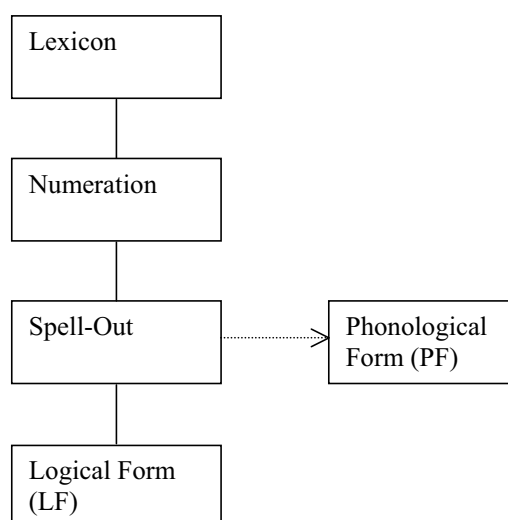 Lexicon
Numeration
Spell-Out
Phonological
Form (PF)
Logical Form
(LF)